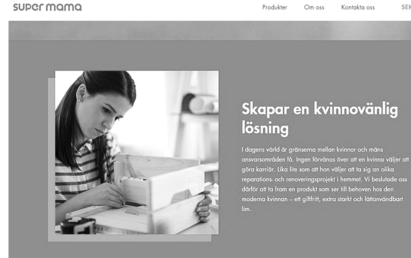 super mama
Produkter Om oss Kontakta oss SEK
Skapar en kvinnovänlig
lösning
I dagens värld är gränserna mellan kvinnor och mäns
ansvarsområden få. Ingen förvånas över att en kvinna väljer att
göra karriär. Lika lite som att hon väljer att ta sig an olika
reparations- och renoveringsprojekt i hemmet. Vi beslutade oss
därför att ta fram en produkt som ser till behoven hos den
moderna kvinnan – ett giftfritt, extra starkt och lättanvändbart
lim.